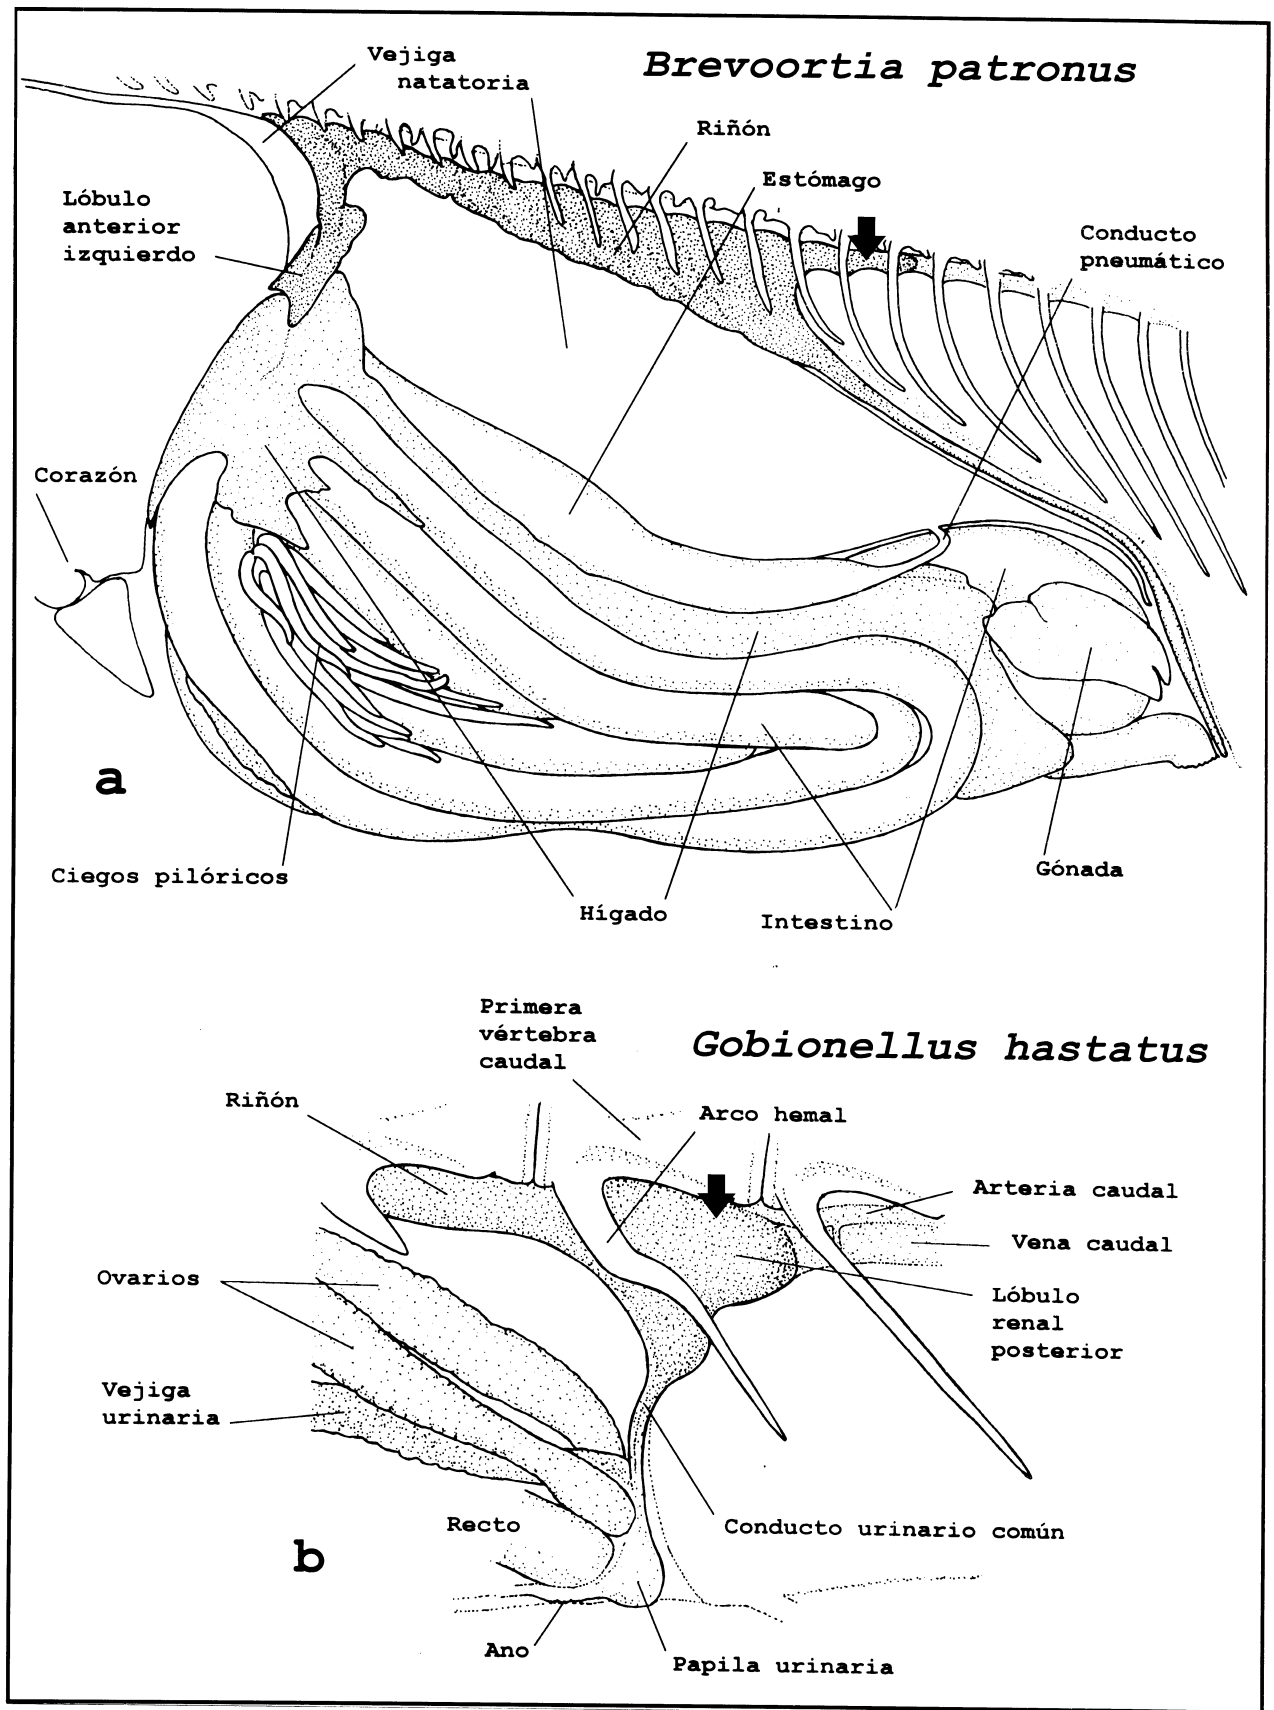 Brevoortia patronus
Vejiga
natatoria
Riñón
Estómago
Lóbulo
anterior
izquierdo
Conducto
pneumático
Corazón
a
Ciegos pilóricos
Hígado
Intestino
Gónada
Primera
vértebra
caudal
Gobionellus hastatus
Riñón
Arco hemal
Arteria caudal
Vena caudal
Ovarios
Lóbulo
renal
posterior
Vejiga
urinaria
Recto
Conducto urinario común
b
Ano
Papila urinaria